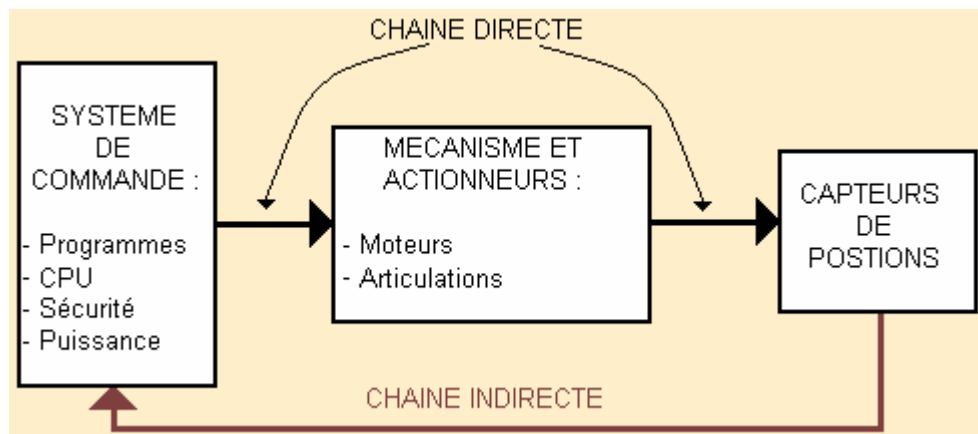 CHAINE DIRECTE
SYSTEME
DE
COMMANDE :
- Programmes
- CPU
- Sécurité
- Puissance
MECANISME ET
ACTIONNEURS :
- Moteurs
- Articulations
CAPTEURS
DE
POSTIONS
CHAINE INDIRECTE